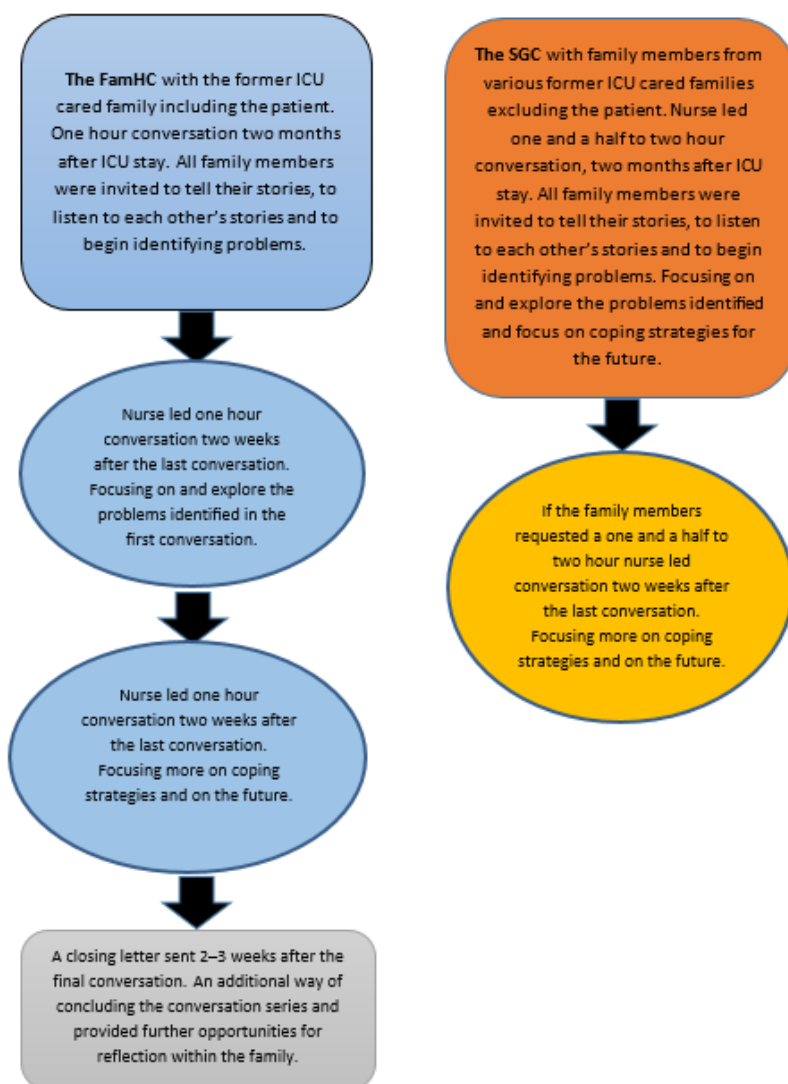 The FamHC with the former ICU
cared family including the patient.
One hour conversation two months
after ICU stay. All family members
were invited to tell their stories, to
listen to each other’s stories and to
begin identifying problems.
Nurse led one hour
conversation two weeks
after the last conversation.
Focusing on and explore the
problems identified in the
first conversation.
Nurse led one hour
conversation two weeks after
the last conversation.
Focusing more on coping
strategies and on the future.
A closing letter sent 2–3 weeks after the
final conversation. An additional way of
concluding the conversation series and
provided further opportunities for
reflection within the family.
The SGC with family members from
various former ICU cared families
excluding the patient. Nurse led
one and a half to two hour
conversation, two months after ICU
stay. All family members were
invited to tell their stories, to listen
to each other’s stories and to begin
identifying problems. Focusing on
and explore the problems identified
and focus on coping strategies for
the future.
If the family members
requested a one and a half to
two hour nurse led
conversation two weeks after
the last conversation.
Focusing more on coping
strategies and on the future.